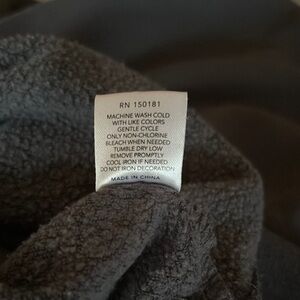 RN 150181
MACHINE WASH COLD
WITH LIKE COLORS
GENTLE CYCLE
ONLY NON-CHLORINE
BLEACH WHEN NEEDED
TUMBLE DRY LOW
REMOVE PROMPTLY
COOL IRON IF NEEDED
DO NOT IRON DECORATION
MADE IN CHINA